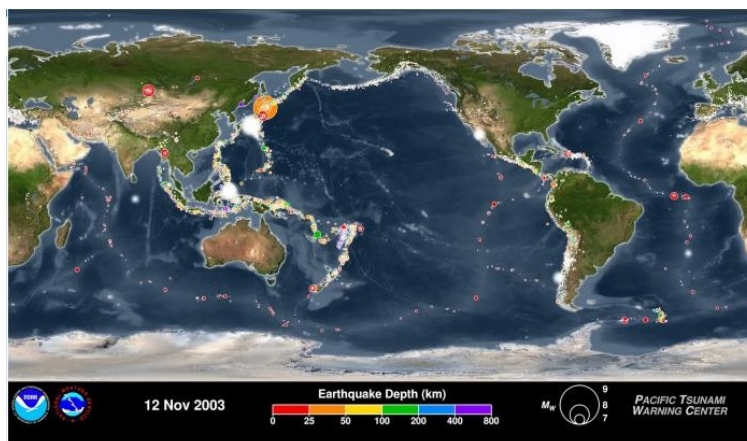 Earthquake Depth (km)
12 Nov 2003
0 25 50 100 200 400 800
Mw
9
8
7
PACIFIC TSUNAMI
WARNING CENTER
NOAA